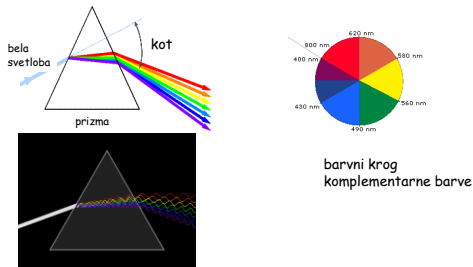 bela
svetloba
kot
prizma
620 nm
800 nm
580 nm
400 nm
430 nm
560 nm
490 nm
barvni krog
komplementarne barve